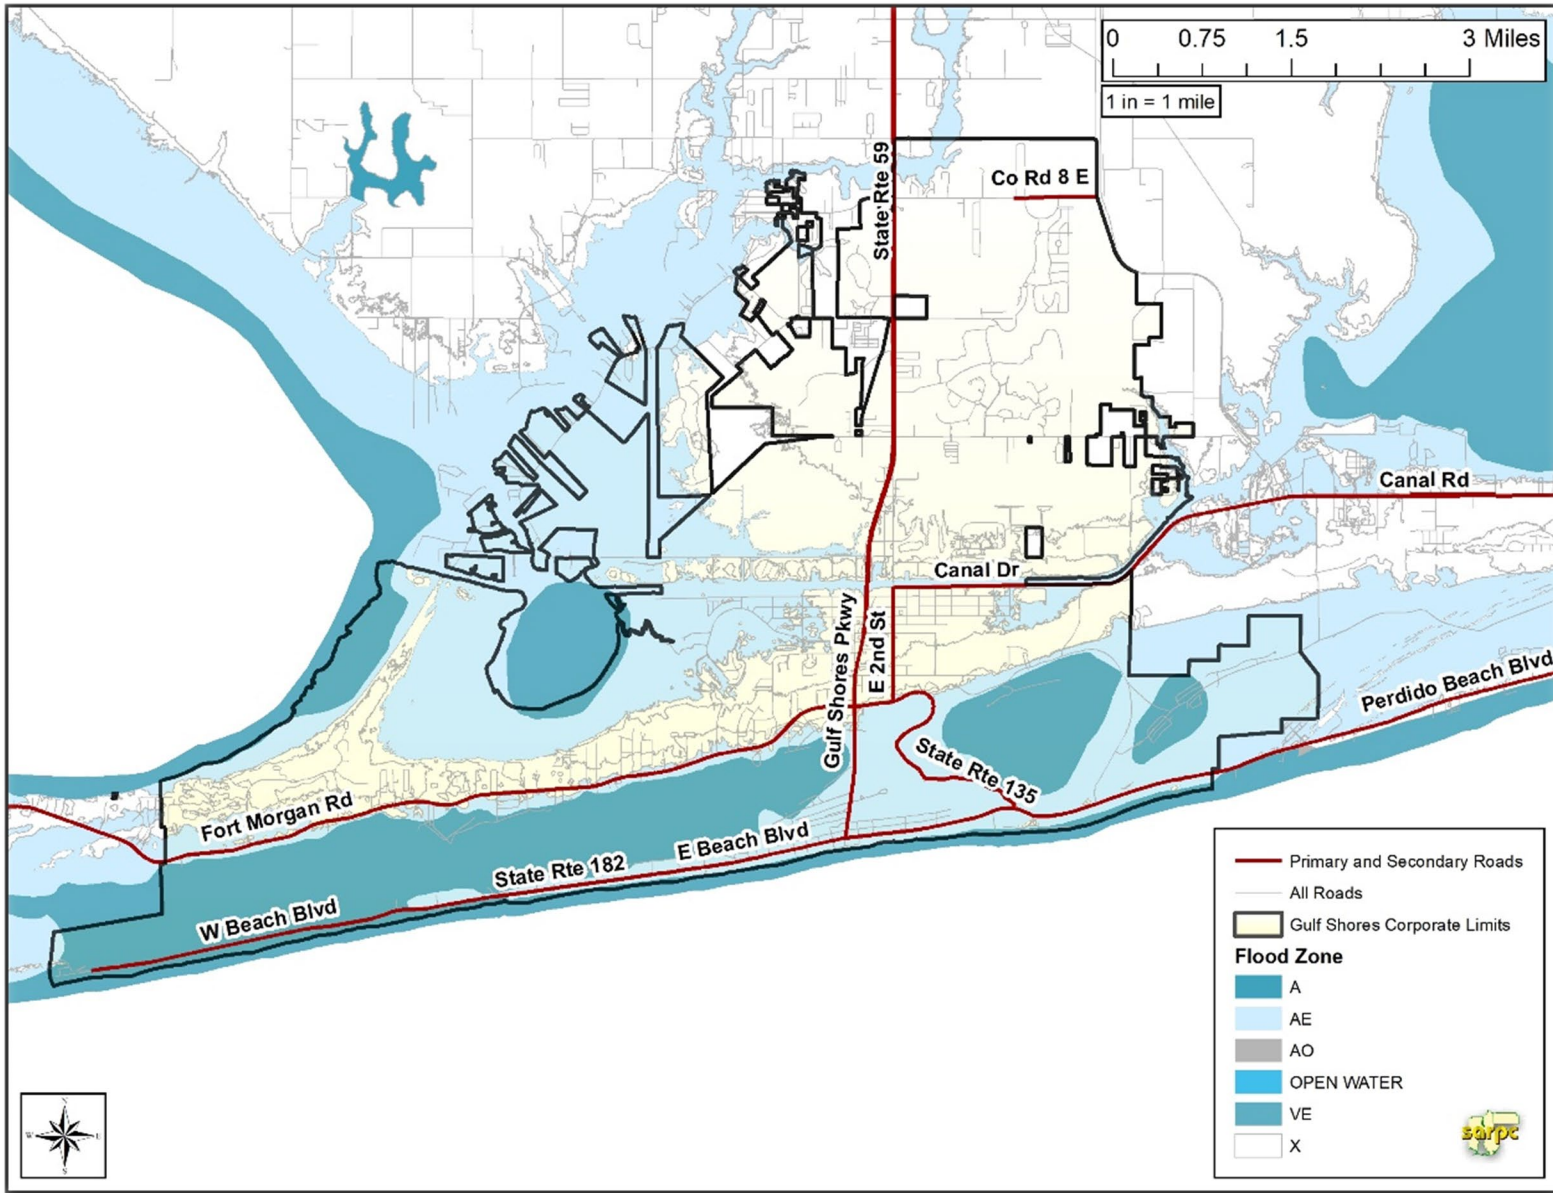 0 0.75 1.5 3 Miles
1 in = 1 mile
State Rte 59
Co Rd 8 E
Canal Rd
Canal Dr
Gulf Shores Pkwy
E 2nd St
Perdido Beach Blvd
State Rte 135
Fort Morgan Rd
E Beach Blvd
State Rte 182
W Beach Blvd
Primary and Secondary Roads
All Roads
Gulf Shores Corporate Limits
Flood Zone
A
AE
AO
OPEN WATER
VE
X
N
W E
S
sarpc